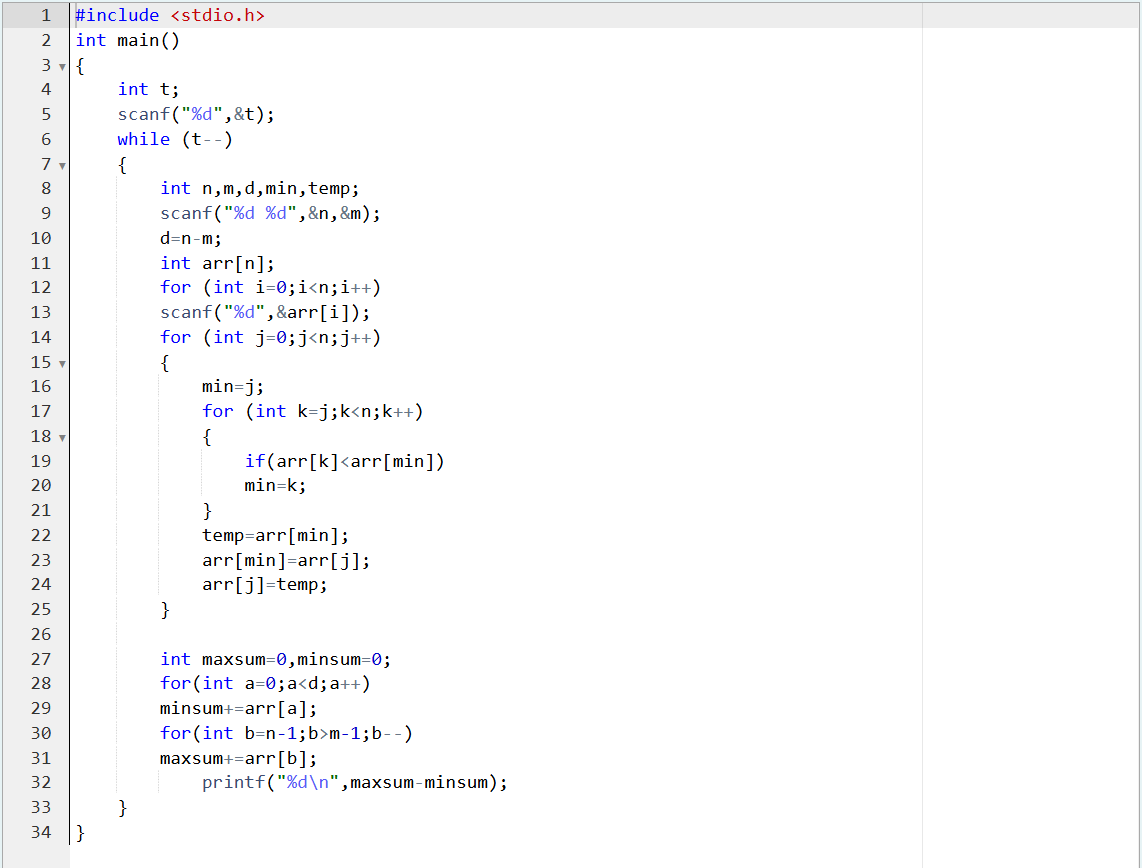 1 #include <stdio.h>
2 int main()
3 {
4     int t;
5     scanf("%d",&t);
6     while (t--)
7     {
8         int n,m,d,min,temp;
9         scanf("%d %d",&n,&m);
10         d=n-m;
11         int arr[n];
12         for (int i=0;i<n;i++)
13         scanf("%d",&arr[i]);
14         for (int j=0;j<n;j++)
15         {
16             min=j;
17             for (int k=j;k<n;k++)
18             {
19                 if(arr[k]<arr[min])
20                 min=k;
21             }
22             temp=arr[min];
23             arr[min]=arr[j];
24             arr[j]=temp;
25         }
26
27         int maxsum=0,minsum=0;
28         for(int a=0;a<d;a++)
29         minsum+=arr[a];
30         for(int b=n-1;b>m-1;b--)
31         maxsum+=arr[b];
32             printf("%d\n",maxsum-minsum);
33     }
34 }